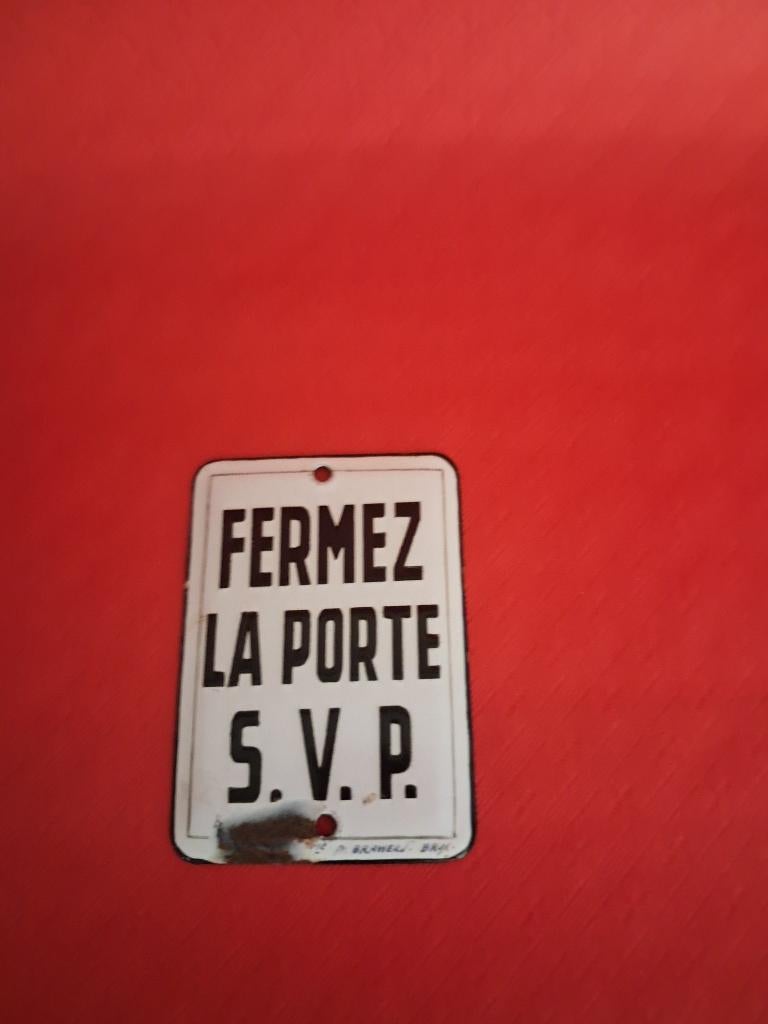 FERMEZ
LA PORTE
S. V. P.